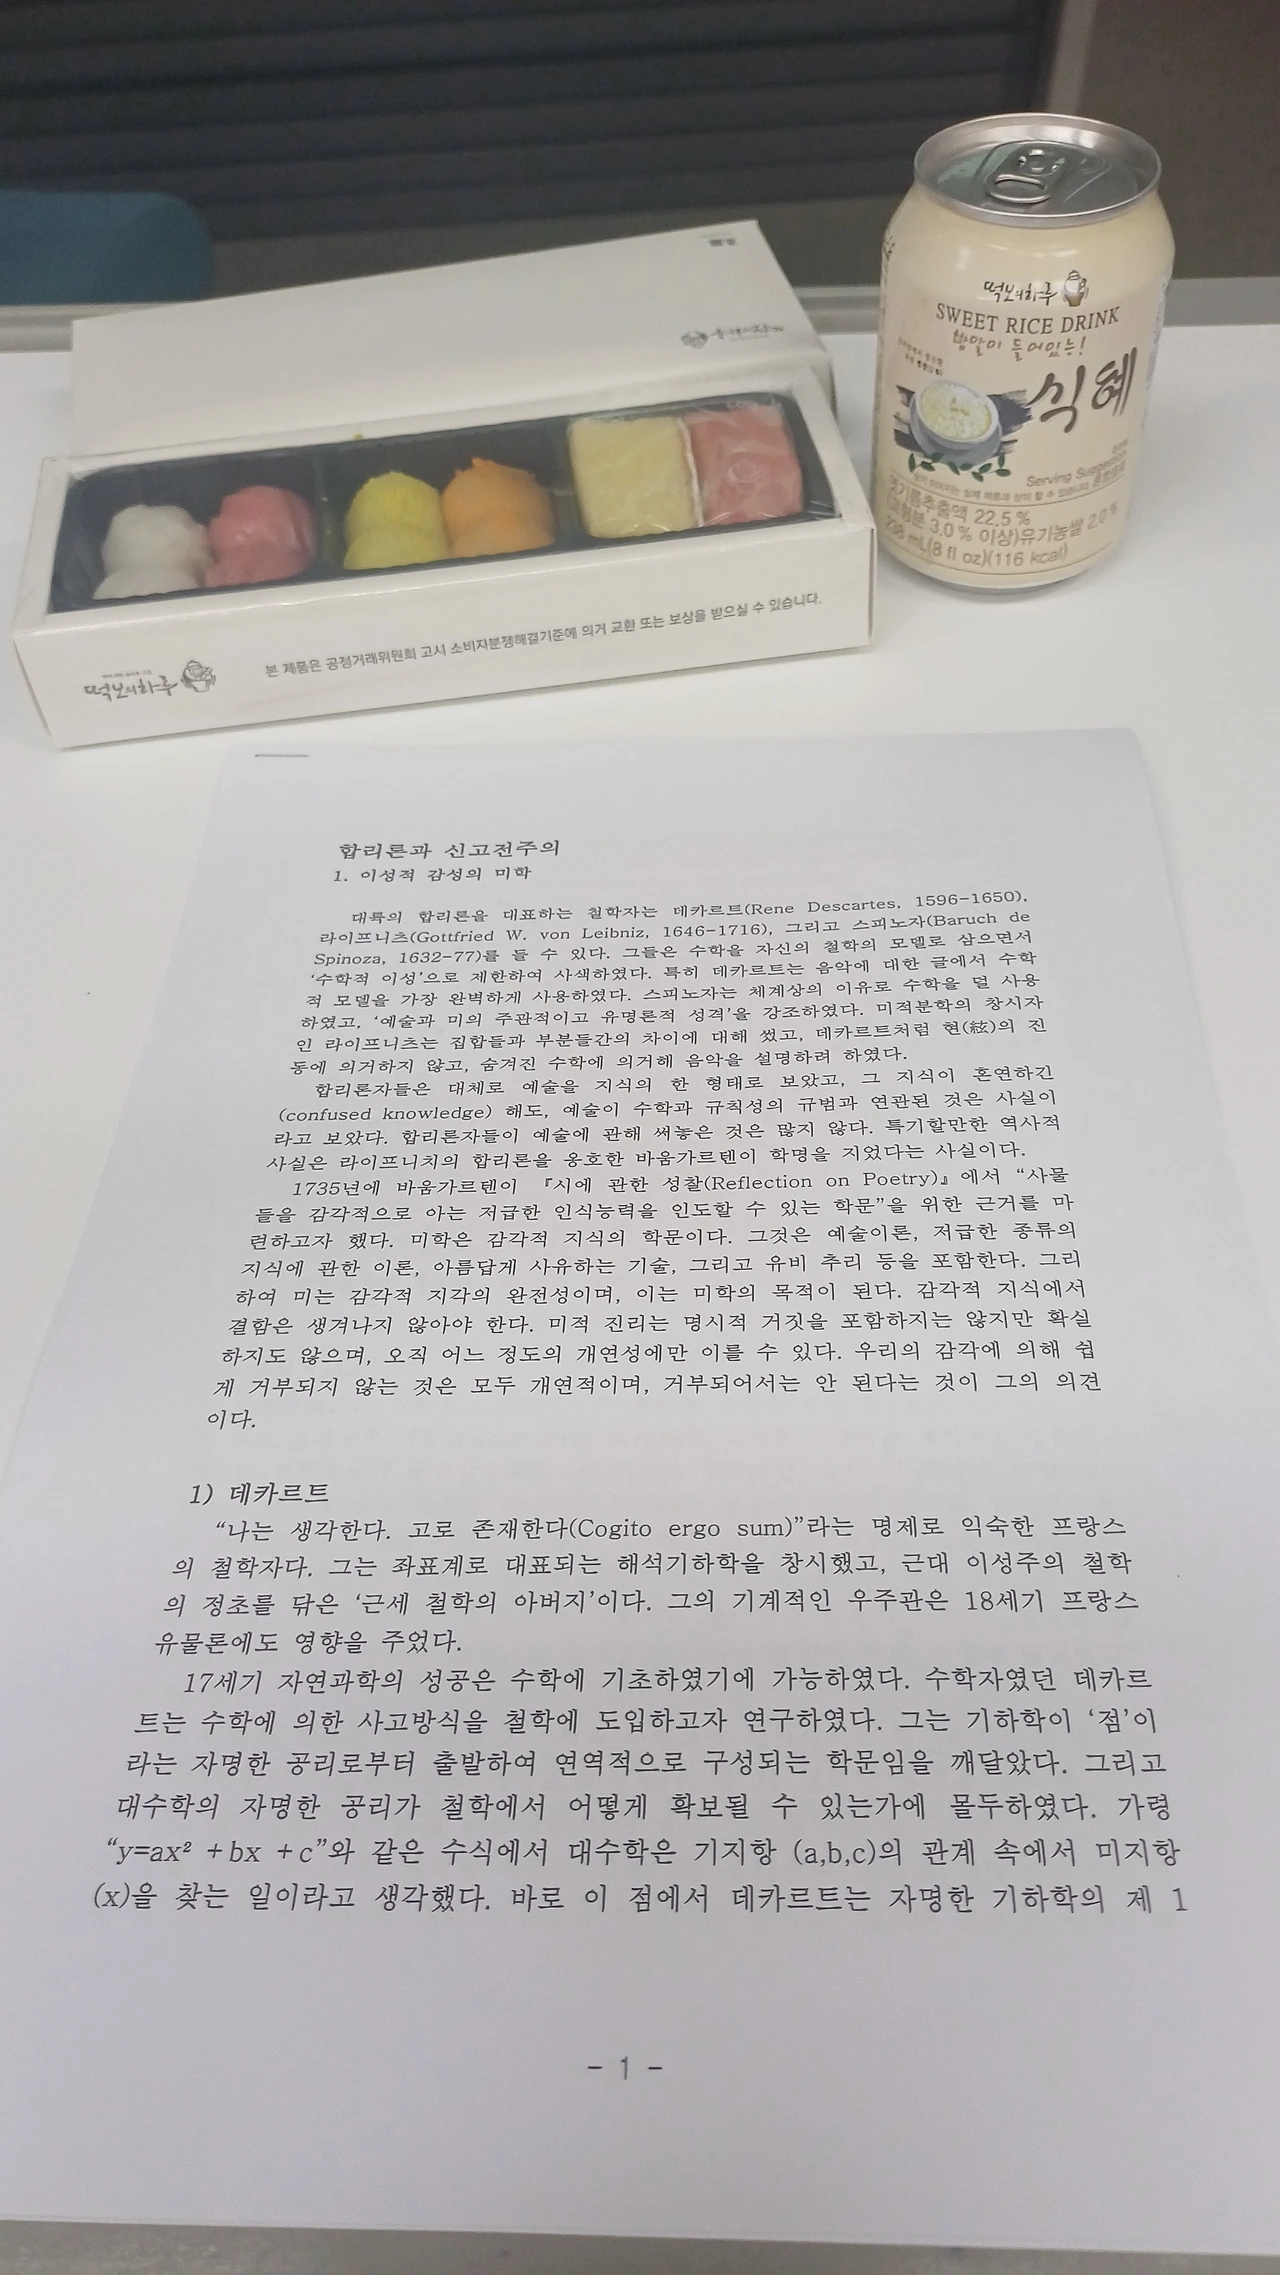 떡보의하루
SWEET RICE DRINK
밥알이 들어있는!
식혜
Serving Suggestion
엿기름추출액 22.5 %
(고형분 3.0 % 이상)유기농쌀 2.0 %
238 mL(8 fl oz)(116 kcal)
떡보의하루
본 제품은 공정거래위원회 고시 소비자분쟁해결기준에 의거 교환 또는 보상을 받으실 수 있습니다.
합리론과 신고전주의
1. 이성적 감성의 미학
대륙의 합리론을 대표하는 철학자는 데카르트(Rene Descartes, 1596-1650),
라이프니츠(Gottfried W. von Leibniz, 1646-1716), 그리고 스피노자(Baruch de
Spinoza, 1632-77)를 들 수 있다. 그들은 수학을 자신의 철학의 모델로 삼으면서
‘수학적 이성’으로 제한하여 사색하였다. 특히 데카르트는 음악에 대한 글에서 수학
적 모델을 가장 완벽하게 사용하였다. 스피노자는 체계상의 이유로 수학을 덜 사용
하였고, ‘예술과 미의 주관적이고 유명론적 성격’을 강조하였다. 미적분학의 창시자
인 라이프니츠는 집합들과 부분들간의 차이에 대해 썼고, 데카르트처럼 현(絃)의 진
동에 의거하지 않고, 숨겨진 수학에 의거해 음악을 설명하려 하였다.
합리론자들은 대체로 예술을 지식의 한 형태로 보았고, 그 지식이 혼연하긴
(confused knowledge) 해도, 예술이 수학과 규칙성의 규범과 연관된 것은 사실이
라고 보았다. 합리론자들이 예술에 관해 써놓은 것은 많지 않다. 특기할만한 역사적
사실은 라이프니치의 합리론을 옹호한 바움가르텐이 학명을 지었다는 사실이다.
1735년에 바움가르텐이 『시에 관한 성찰(Reflection on Poetry)』에서 “사물
들을 감각적으로 아는 저급한 인식능력을 인도할 수 있는 학문”을 위한 근거를 마
련하고자 했다. 미학은 감각적 지식의 학문이다. 그것은 예술이론, 저급한 종류의
지식에 관한 이론, 아름답게 사유하는 기술, 그리고 유비 추리 등을 포함한다. 그리
하여 미는 감각적 지각의 완전성이며, 이는 미학의 목적이 된다. 감각적 지식에서
결함은 생겨나지 않아야 한다. 미적 진리는 명시적 거짓을 포함하지는 않지만 확실
하지도 않으며, 오직 어느 정도의 개연성에만 이를 수 있다. 우리의 감각에 의해 쉽
게 거부되지 않는 것은 모두 개연적이며, 거부되어서는 안 된다는 것이 그의 의견
이다.
1) 데카르트
“나는 생각한다. 고로 존재한다(Cogito ergo sum)”라는 명제로 익숙한 프랑스
의 철학자다. 그는 좌표계로 대표되는 해석기하학을 창시했고, 근대 이성주의 철학
의 정초를 닦은 ‘근세 철학의 아버지’이다. 그의 기계적인 우주관은 18세기 프랑스
유물론에도 영향을 주었다.
17세기 자연과학의 성공은 수학에 기초하였기에 가능하였다. 수학자였던 데카르
트는 수학에 의한 사고방식을 철학에 도입하고자 연구하였다. 그는 기하학이 ‘점’이
라는 자명한 공리로부터 출발하여 연역적으로 구성되는 학문임을 깨달았다. 그리고
대수학의 자명한 공리가 철학에서 어떻게 확보될 수 있는가에 몰두하였다. 가령
“y=ax² +bx +c”와 같은 수식에서 대수학은 기지항 (a,b,c)의 관계 속에서 미지항
(x)을 찾는 일이라고 생각했다. 바로 이 점에서 데카르트는 자명한 기하학의 제 1
- 1 -